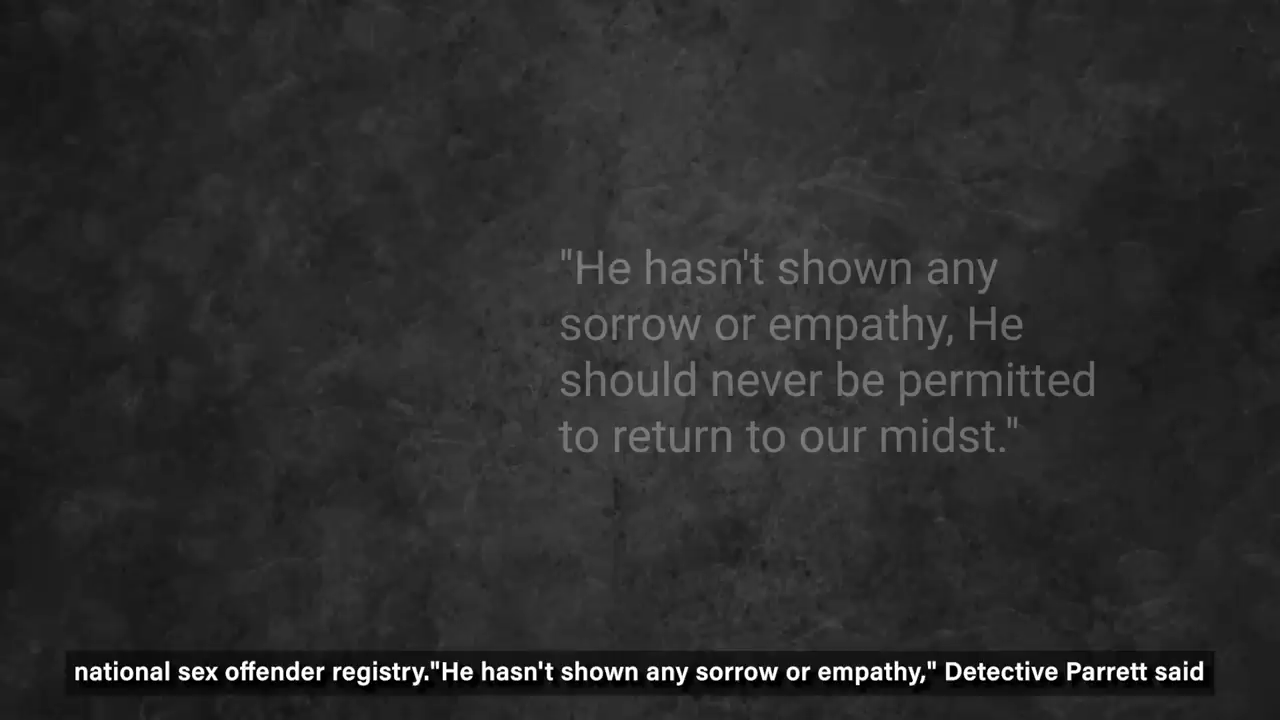 "He hasn't shown any
sorrow or empathy, He
should never be permitted
to return to our midst."
national sex offender registry."He hasn't shown any sorrow or empathy," Detective Parrett said